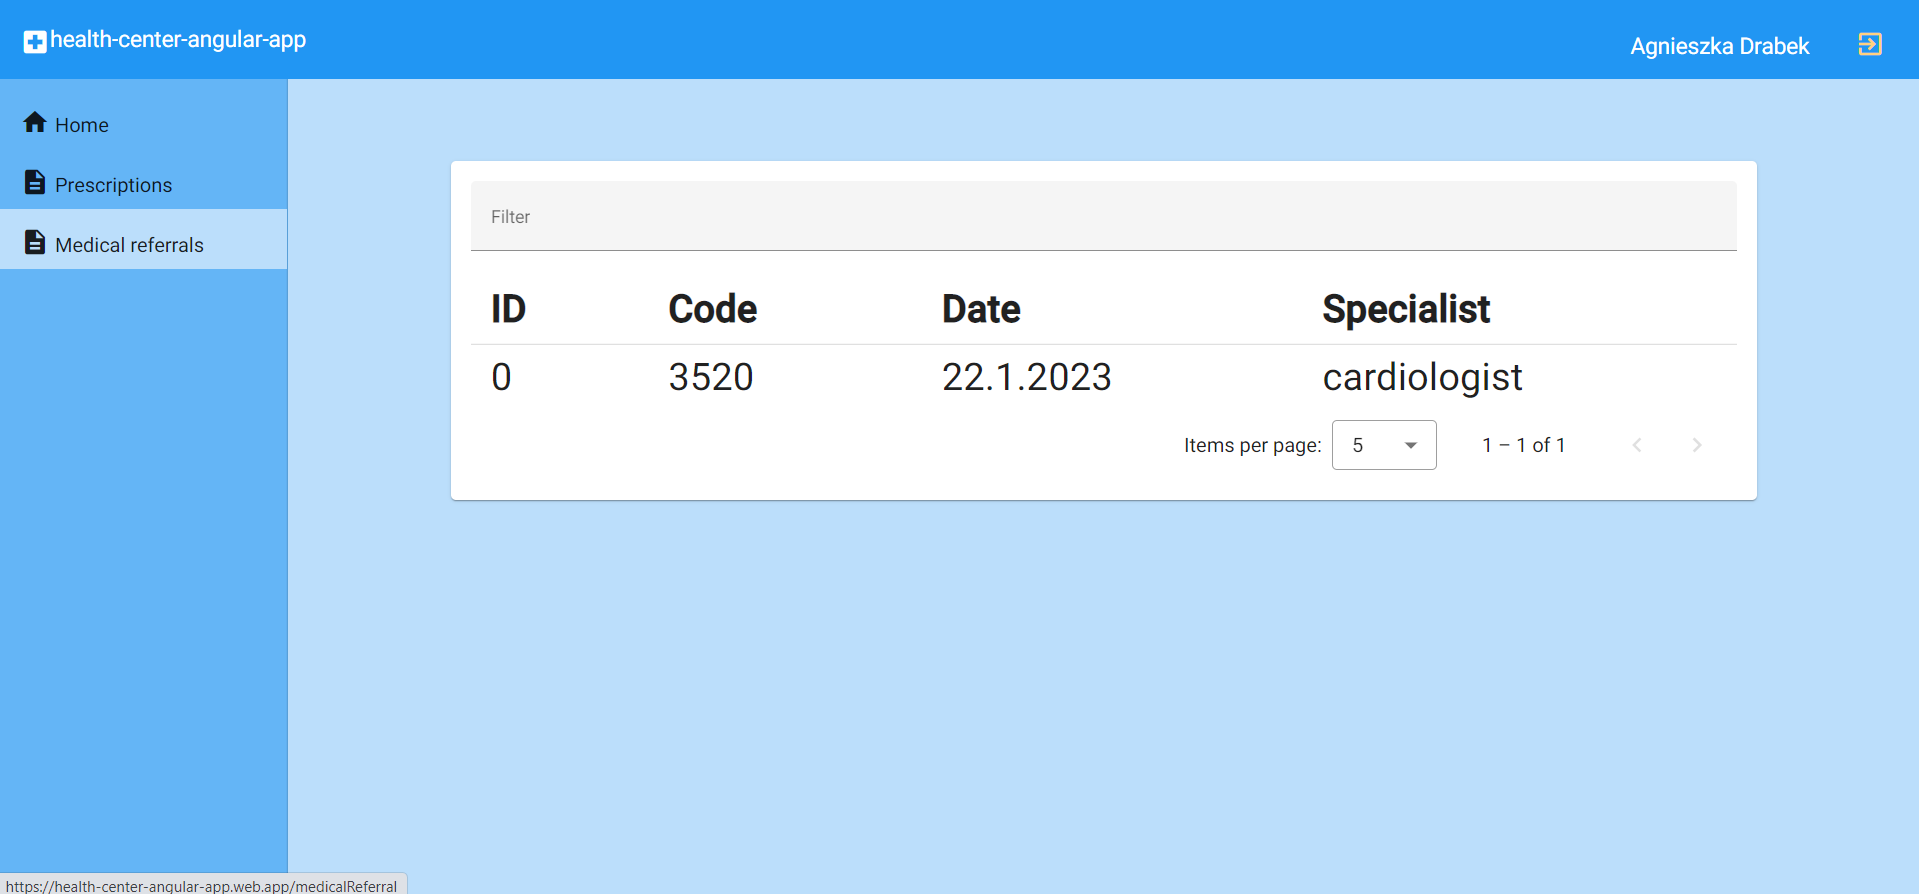 health-center-angular-app
Agnieszka Drabek
Home
Prescriptions
Medical referrals
Filter
ID Code Date Specialist
0 3520 22.1.2023 cardiologist
Items per page: 5 1 – 1 of 1
https://health-center-angular-app.web.app/medicalReferral